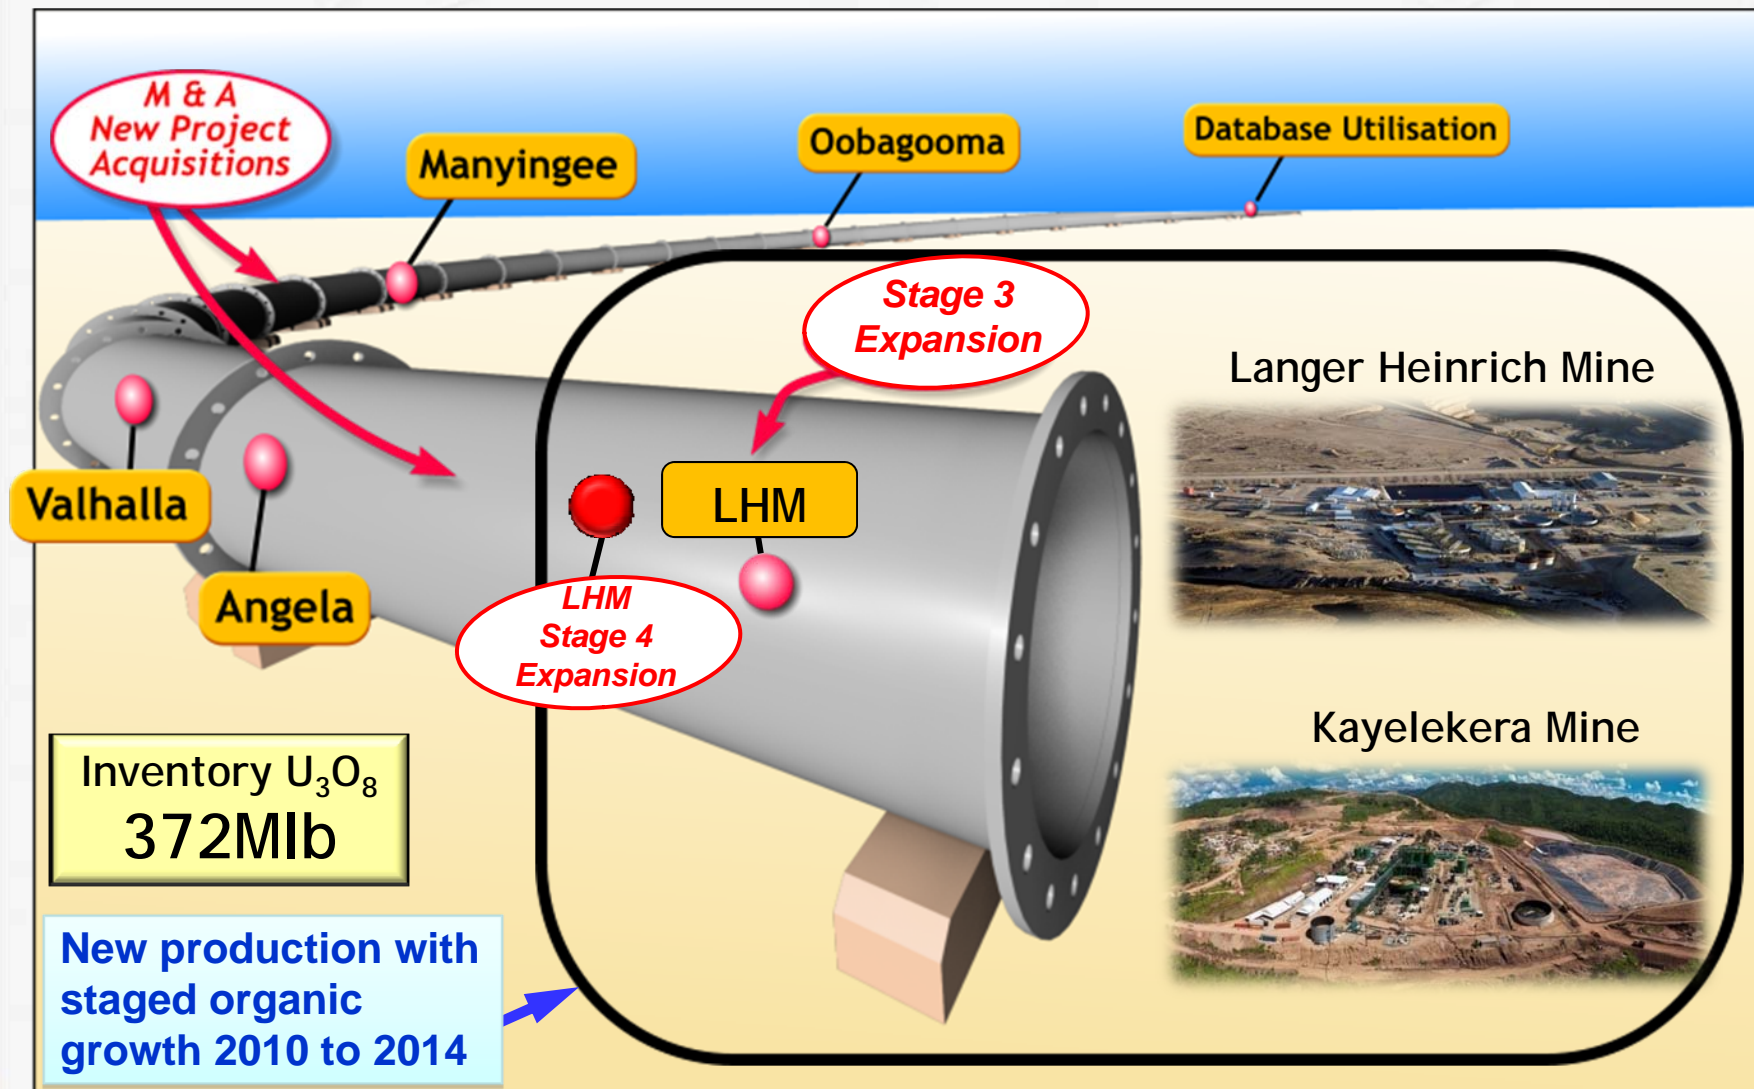 M & A
New Project
Acquisitions
Manyingee
Oobagooma
Database Utilisation
Stage 3
Expansion
Langer Heinrich Mine
Valhalla
LHM
Angela
LHM
Stage 4
Expansion
Kayelekera Mine
Inventory U₃O₈
372Mlb
New production with
staged organic
growth 2010 to 2014